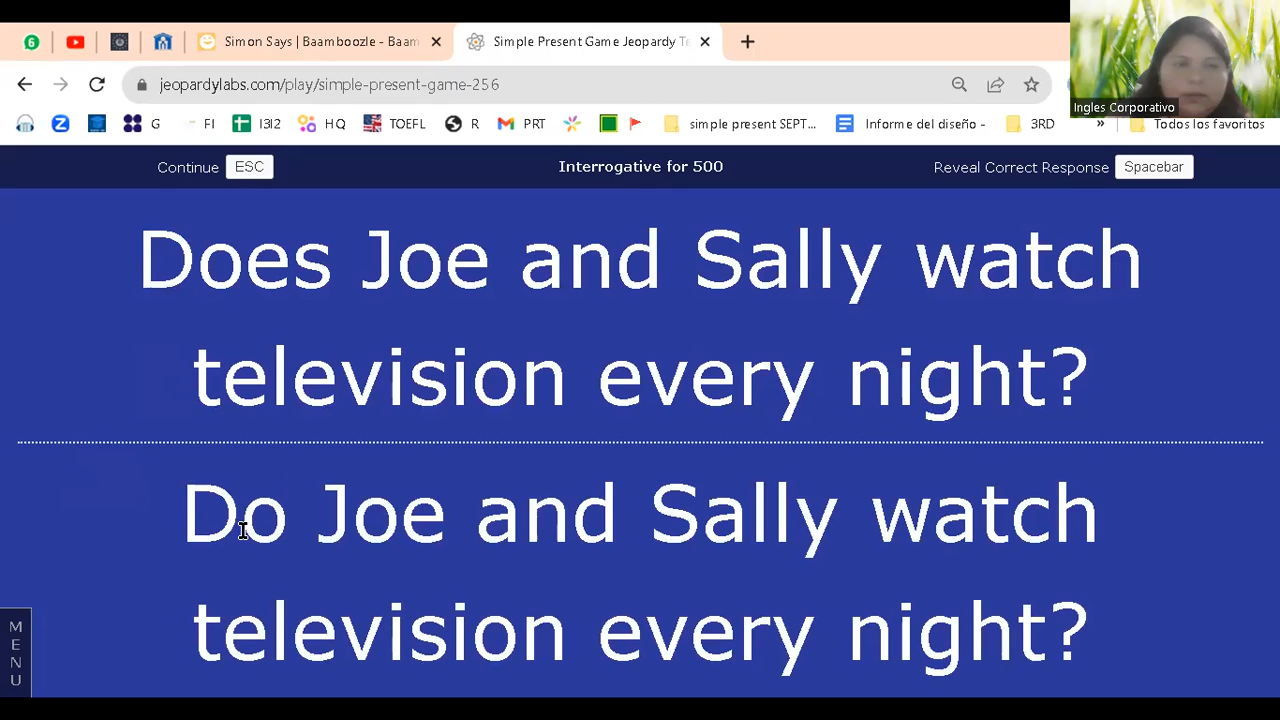 6
Simon Says | Baamboozle - Baam
Simple Present Game Jeopardy Te
jeopardylabs.com/play/simple-present-game-256
G
FI
I3I2
HQ
TOEFL
R
PRT
simple present SEPT...
Informe del diseño -
3RD
»
Todos los favoritos
Ingles Corporativo
Continue ESC
Interrogative for 500
Reveal Correct Response Spacebar
Does Joe and Sally watch
television every night?
Do Joe and Sally watch
television every night?
MENU